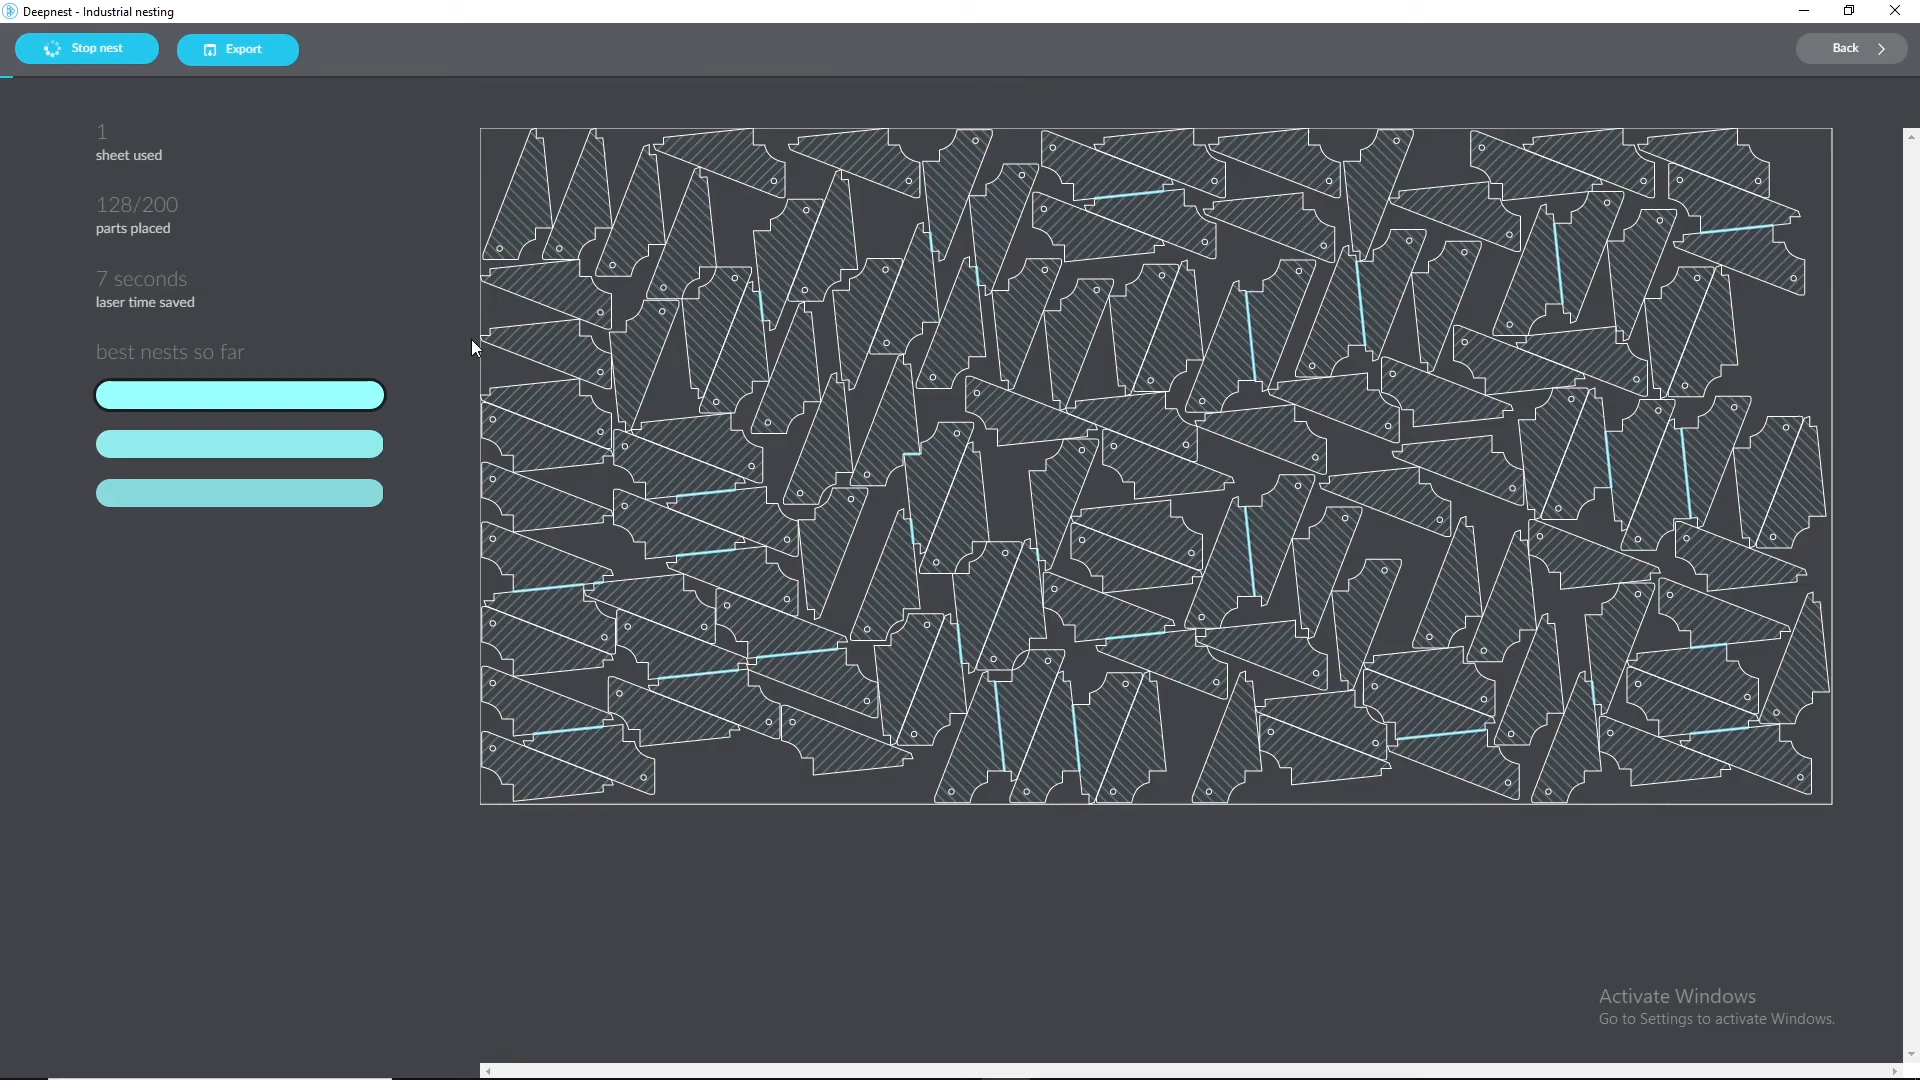 Deepnest - Industrial nesting
Stop nest
Export
Back
1
sheet used
128/200
parts placed
7 seconds
laser time saved
best nests so far
Activate Windows
Go to Settings to activate Windows.